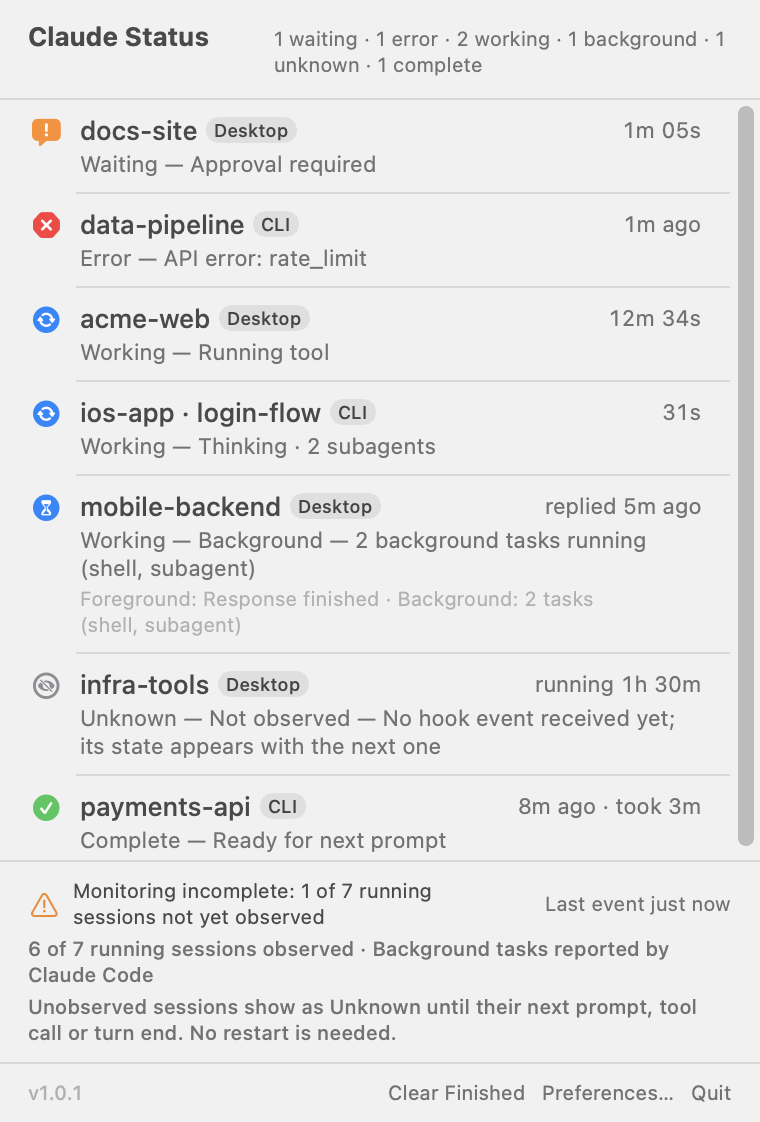 Claude Status
1 waiting · 1 error · 2 working · 1 background · 1
unknown · 1 complete
docs-site Desktop 1m 05s
Waiting — Approval required
data-pipeline CLI 1m ago
Error — API error: rate_limit
acme-web Desktop 12m 34s
Working — Running tool
ios-app · login-flow CLI 31s
Working — Thinking · 2 subagents
mobile-backend Desktop replied 5m ago
Working — Background — 2 background tasks running
(shell, subagent)
Foreground: Response finished · Background: 2 tasks
(shell, subagent)
infra-tools Desktop running 1h 30m
Unknown — Not observed — No hook event received yet;
its state appears with the next one
payments-api CLI 8m ago · took 3m
Complete — Ready for next prompt
Monitoring incomplete: 1 of 7 running
sessions not yet observed
Last event just now
6 of 7 running sessions observed · Background tasks reported by
Claude Code
Unobserved sessions show as Unknown until their next prompt, tool
call or turn end. No restart is needed.
v1.0.1 Clear Finished Preferences... Quit